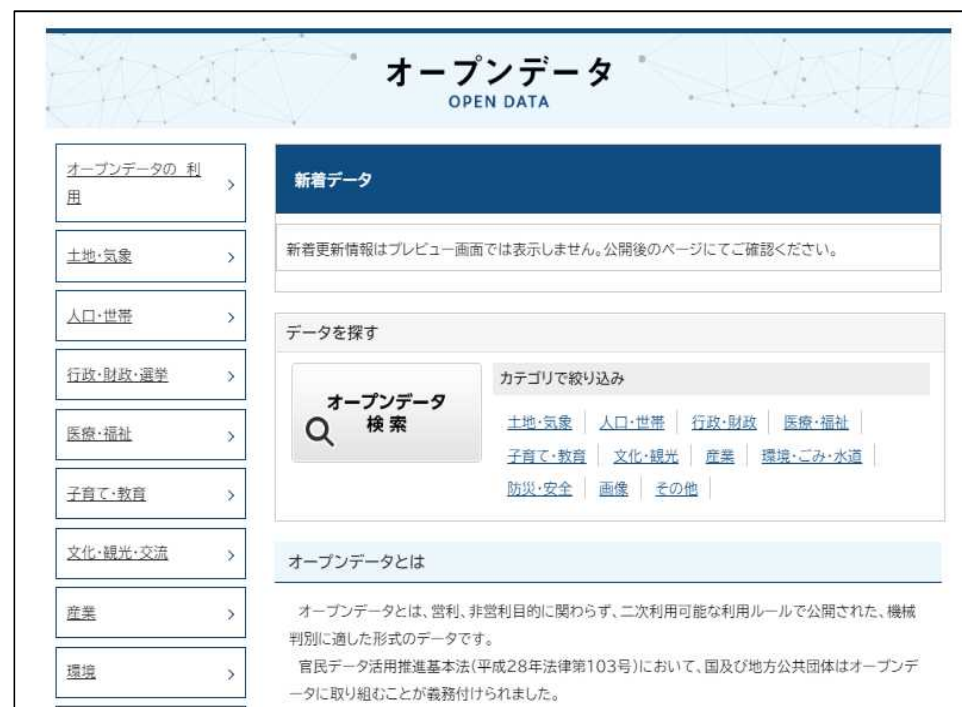 オープンデータ
OPEN DATA
オープンデータの 利
用
土地・気象
人口・世帯
行政・財政・選挙
医療・福祉
子育て・教育
文化・観光・交流
産業
環境
新着データ
新着更新情報はプレビュー画面では表示しません。公開後のページにてご確認ください。
データを探す
オープンデータ
検索
カテゴリで絞り込み
土地・気象 人口・世帯 行政・財政 医療・福祉
子育て・教育 文化・観光 産業 環境・ごみ・水道
防災・安全 画像 その他
オープンデータとは
オープンデータとは、営利、非営利目的に関わらず、二次利用可能な利用ルールで公開された、機械
判別に適した形式のデータです。
官民データ活用推進基本法(平成28年法律第103号)において、国及び地方公共団体はオープンデ
ータに取り組むことが義務付けられました。